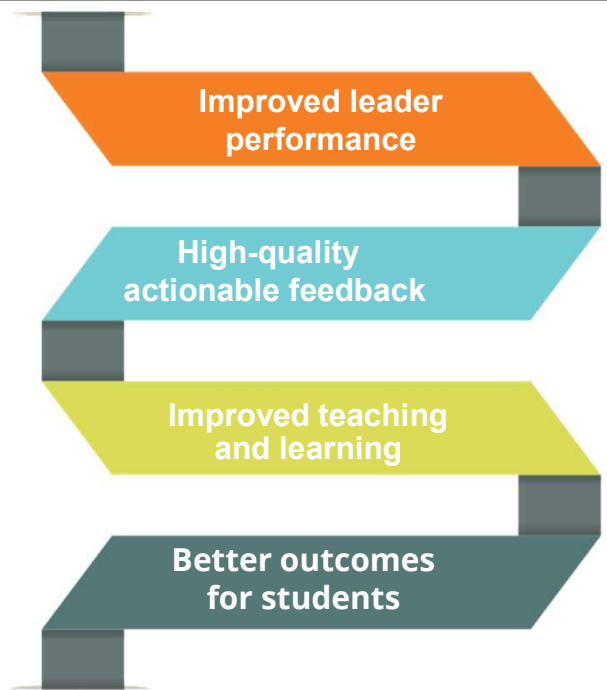 Improved leader
performance
High-quality
actionable feedback
Improved teaching
and learning
Better outcomes
for students